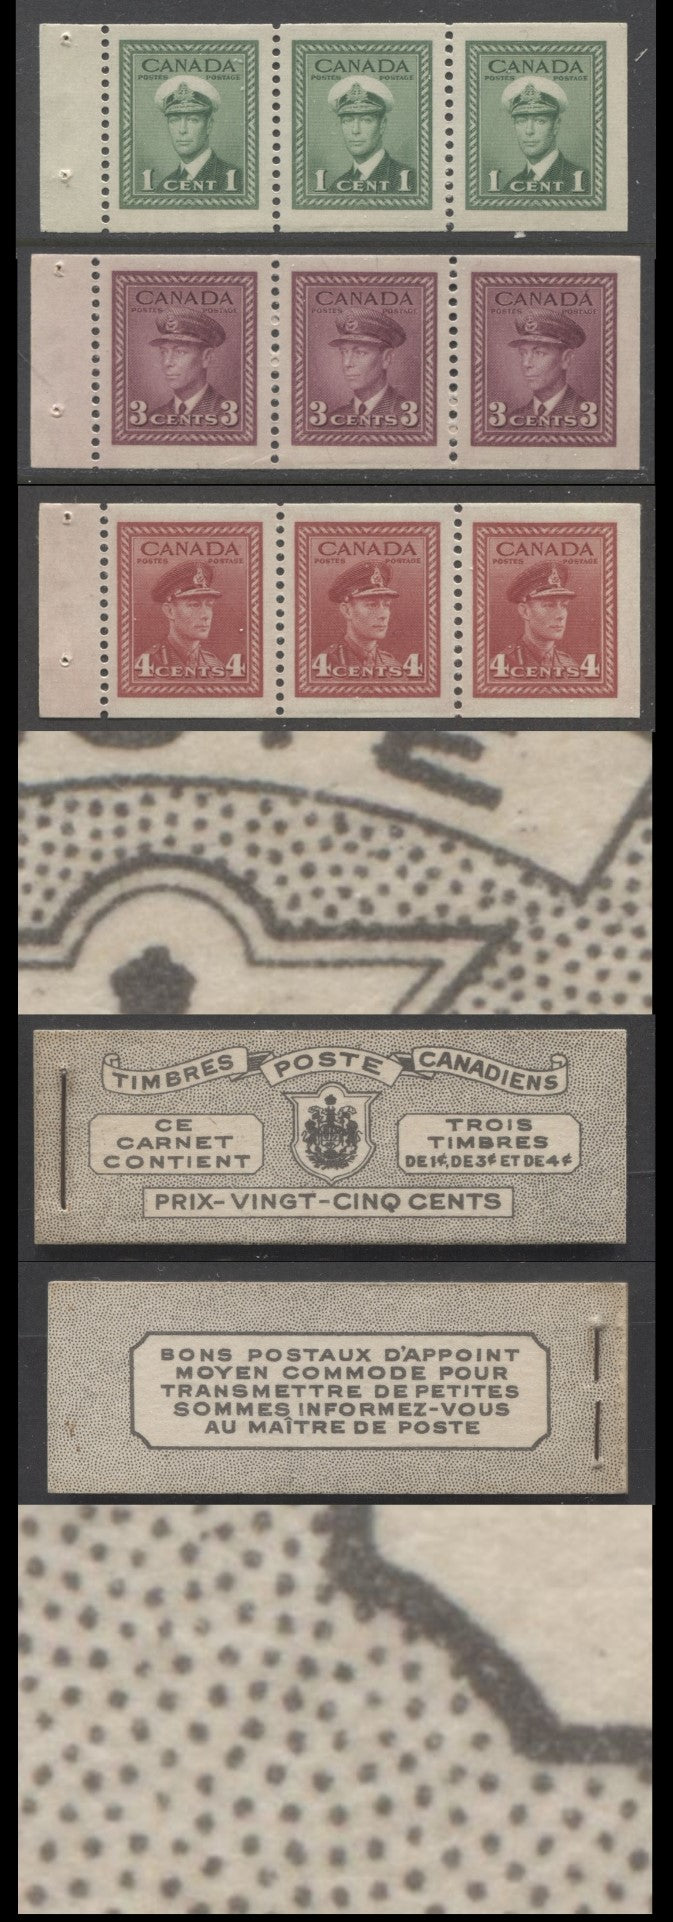 CANADA CANADA CANADA
POSTES POSTAGE POSTES POSTAGE POSTES POSTAGE
1 CENT 1 1 CENT 1 1 CENT 1
CANADA CANADA CANADA
POSTES POSTAGE POSTES POSTAGE POSTES POSTAGE
3 CENTS 3 3 CENTS 3 3 CENTS 3
CANADA CANADA CANADA
POSTES POSTAGE POSTES POSTAGE POSTES POSTAGE
4 CENTS 4 4 CENTS 4 4 CENTS 4
TIMBRES POSTE CANADIENS
CE
CARNET
CONTIENT
TROIS
TIMBRES
DE 1¢, DE 3¢ ET DE 4¢
PRIX-VINGT-CINQ CENTS
BONS POSTAUX D'APPOINT
MOYEN COMMODE POUR
TRANSMETTRE DE PETITES
SOMMES INFORMEZ-VOUS
AU MAÎTRE DE POSTE